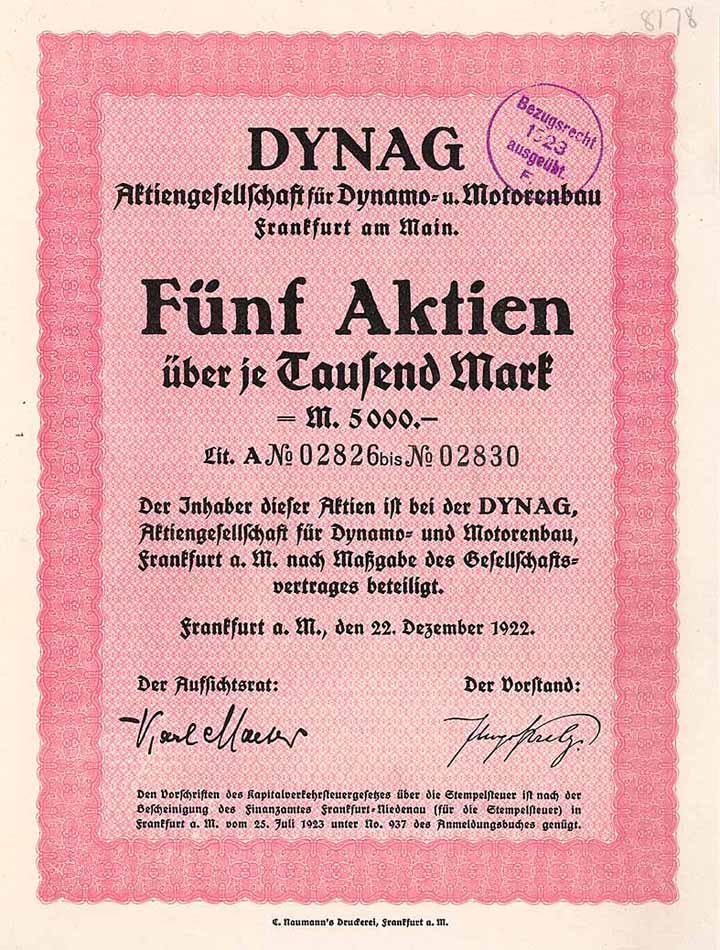 8178
Bezugsrecht
1923
ausgeübt.
F.
DYNAG
Aktiengesellschaft für Dynamo- u. Motorenbau
Frankfurt am Main.
Fünf Aktien
über je Tausend Mark
= M. 5000.–
Lit. A № 02826 bis № 02830
Der Inhaber dieser Aktien ist bei der DYNAG,
Aktiengesellschaft für Dynamo- und Motorenbau,
Frankfurt a. M. nach Maßgabe des Gesellschafts-
vertrages beteiligt.
Frankfurt a. M., den 22. Dezember 1922.
Der Aufsichtsrat: Der Vorstand:
Karl Hugo
Den Vorschriften des Kapitalverkehrsteuergesetzes über die Stempelsteuer ist nach der
Bescheinigung des Finanzamtes Frankfurt-Niedenau (für die Stempelsteuer) in
Frankfurt a. M. vom 25. Juli 1923 unter No. 937 des Anmeldungsbuches genügt.
C. Naumann's Druckerei, Frankfurt a. M.